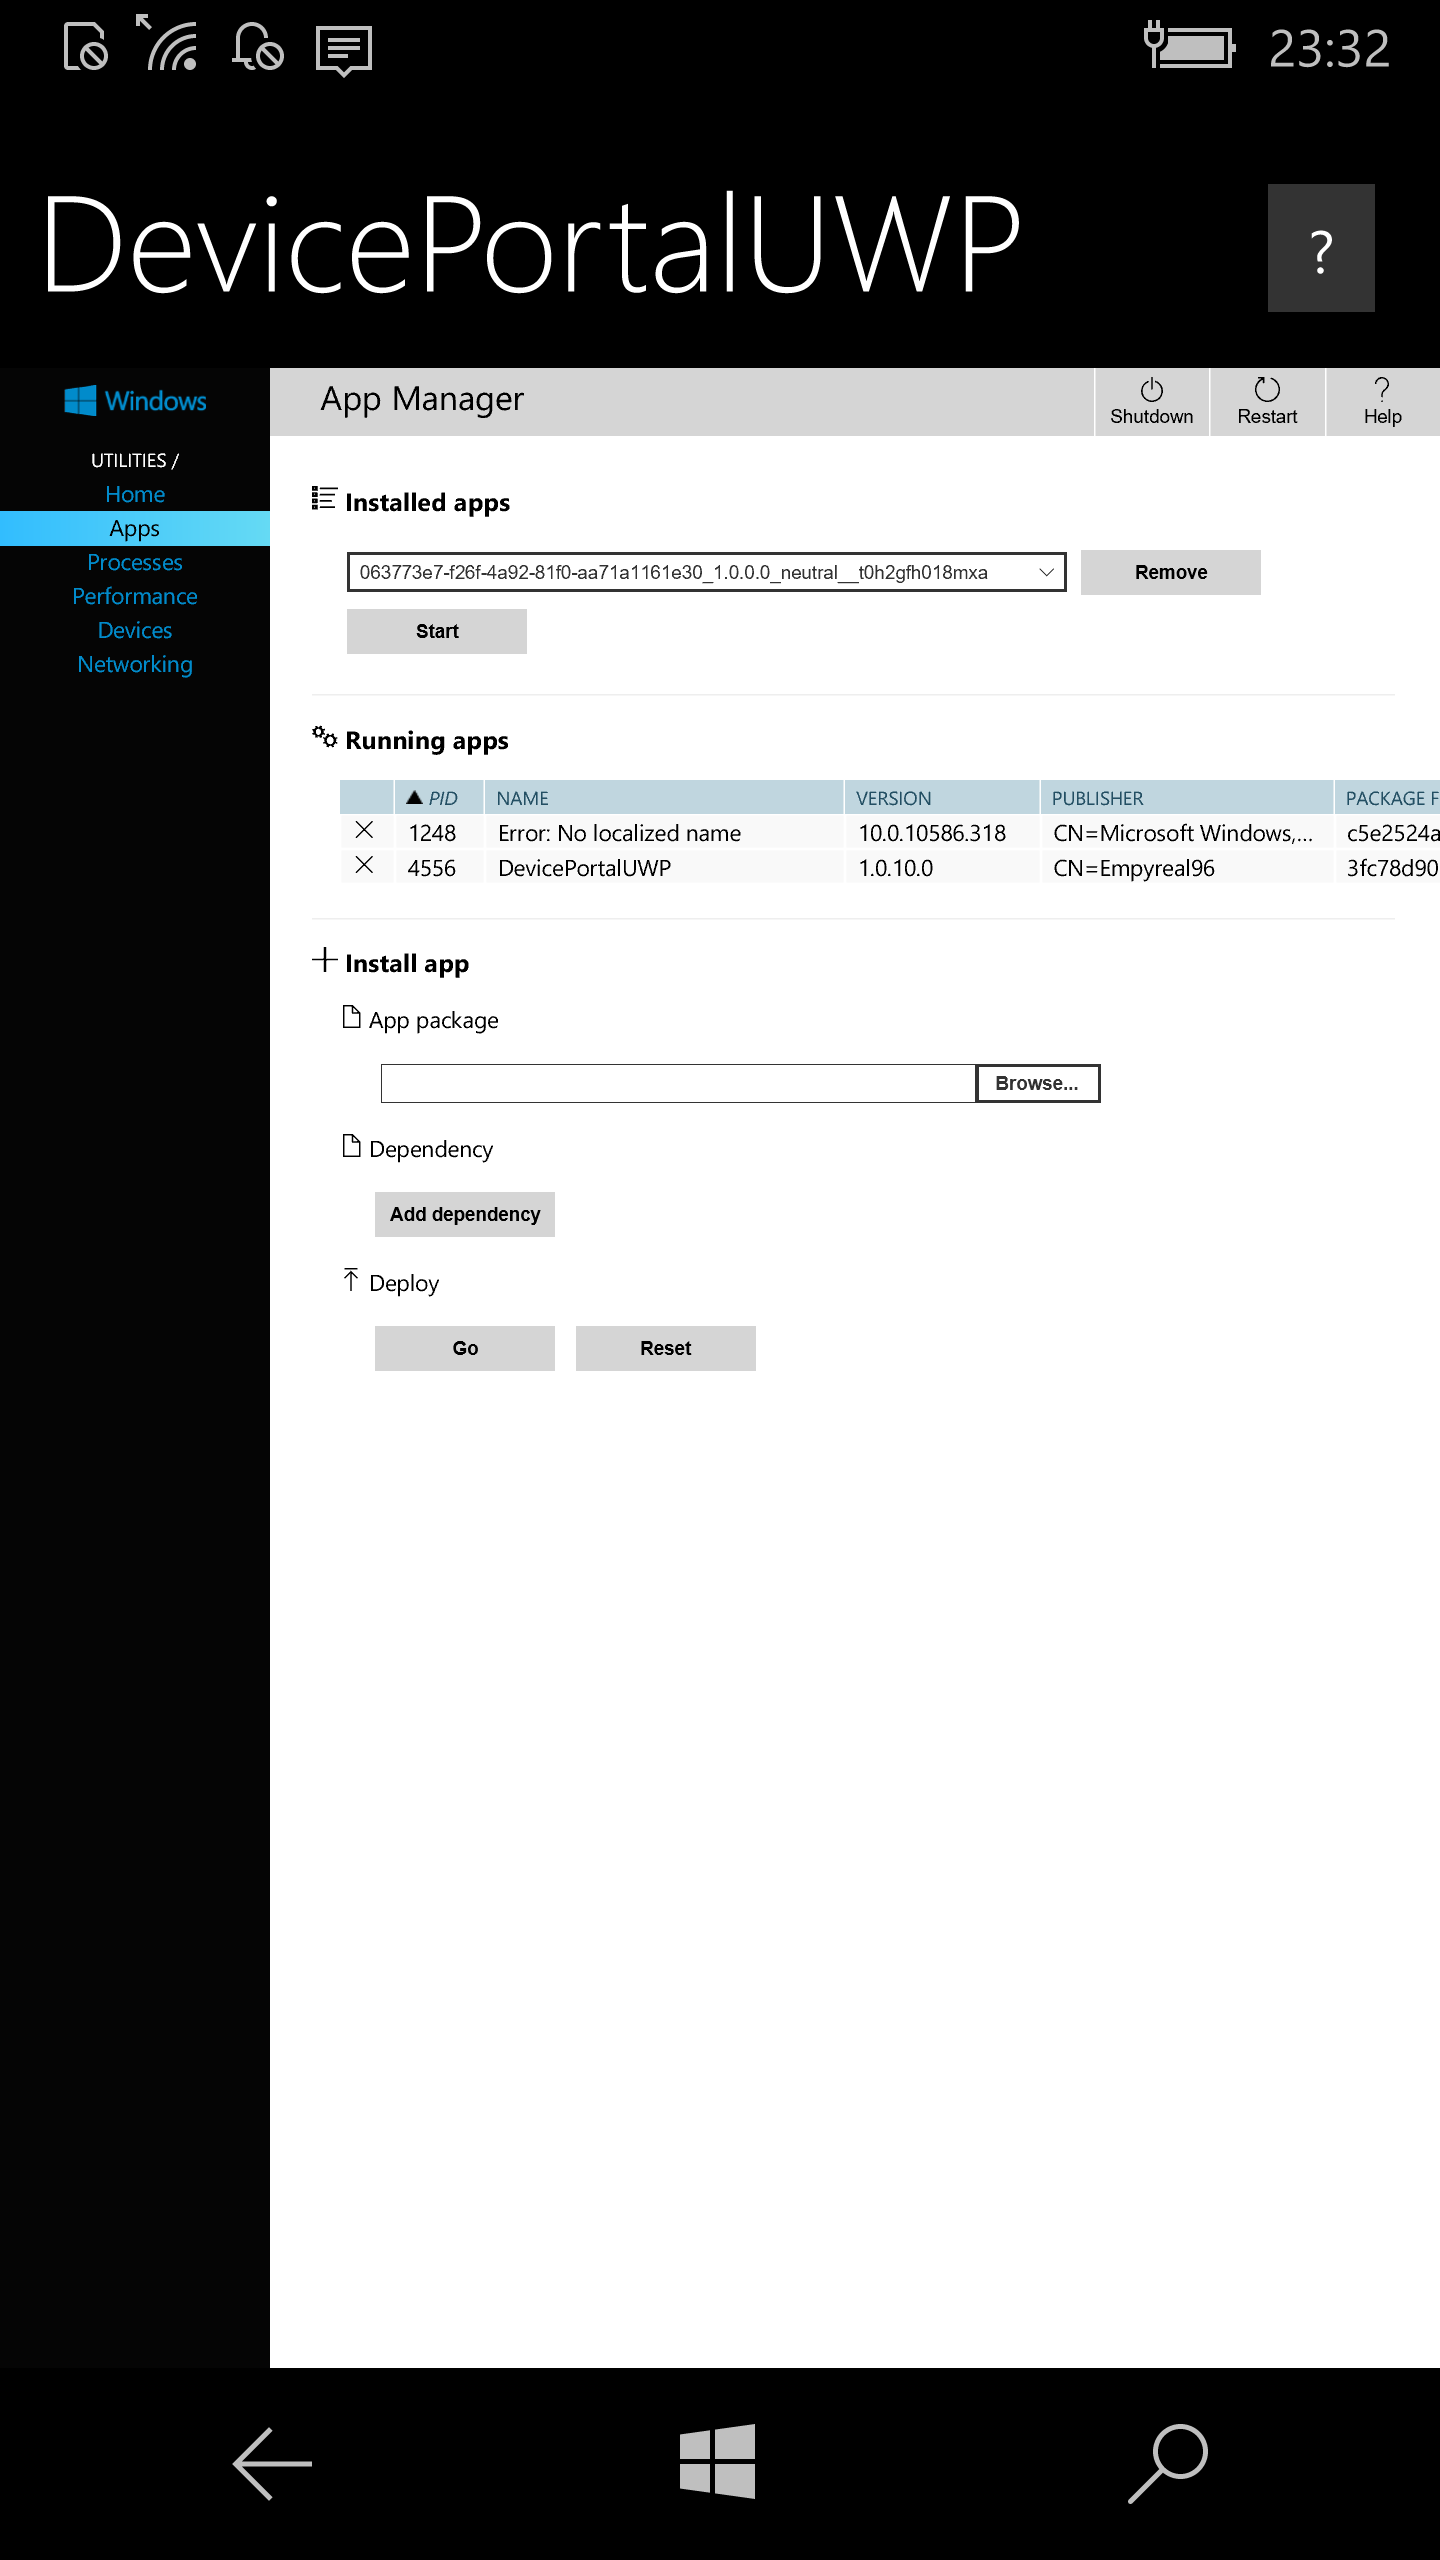 23:32
DevicePortalUWP
?
Windows
App Manager
Shutdown
Restart
?
Help
UTILITIES /
Home
Apps
Processes
Performance
Devices
Networking
Installed apps
063773e7-f26f-4a92-81f0-aa71a1161e30_1.0.0.0_neutral__t0h2gfh018mxa
Remove
Start
Running apps
PID NAME VERSION PUBLISHER PACKAGE F
1248 Error: No localized name 10.0.10586.318 CN=Microsoft Windows,... c5e2524a
4556 DevicePortalUWP 1.0.10.0 CN=Empyreal96 3fc78d90
Install app
App package
Browse...
Dependency
Add dependency
Deploy
Go Reset